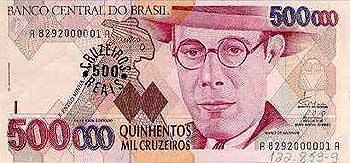 BANCO CENTRAL DO BRASIL
500000
A 8292000001 A
CRUZEIROS
500
REAIS
500000
QUINHENTOS
MIL CRUZEIROS
A 8292000001 A